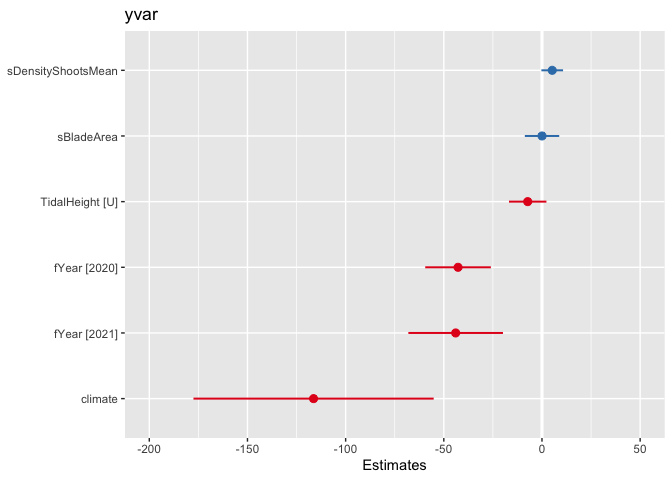 yvar
sDensityShootsMean
sBladeArea
TidalHeight [U]
fYear [2020]
fYear [2021]
climate
-200 -150 -100 -50 0 50
Estimates